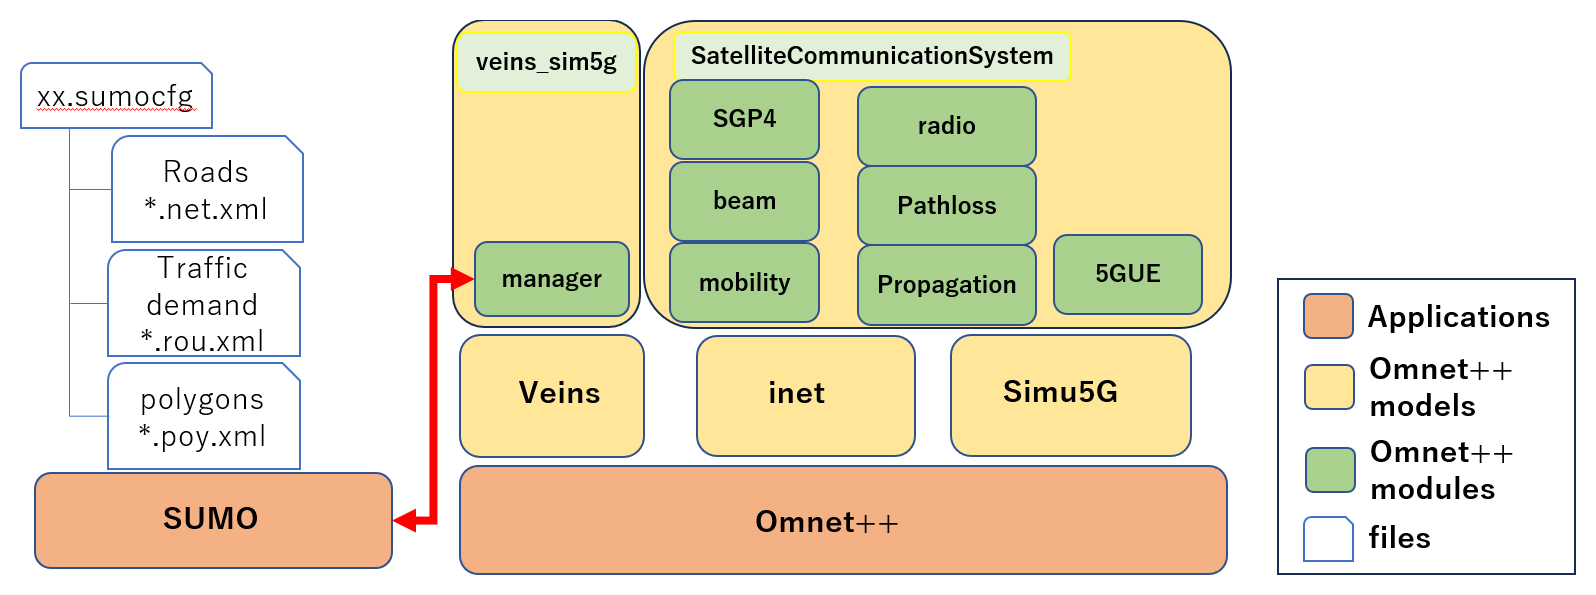 xx.sumocfg
Roads
*.net.xml
Traffic
demand
*.rou.xml
polygons
*.poy.xml
SUMO
veins_sim5g
manager
SatelliteCommunicationSystem
SGP4
beam
mobility
radio
Pathloss
Propagation
5GUE
Veins
inet
Simu5G
Omnet++
Applications
Omnet++
models
Omnet++
modules
files